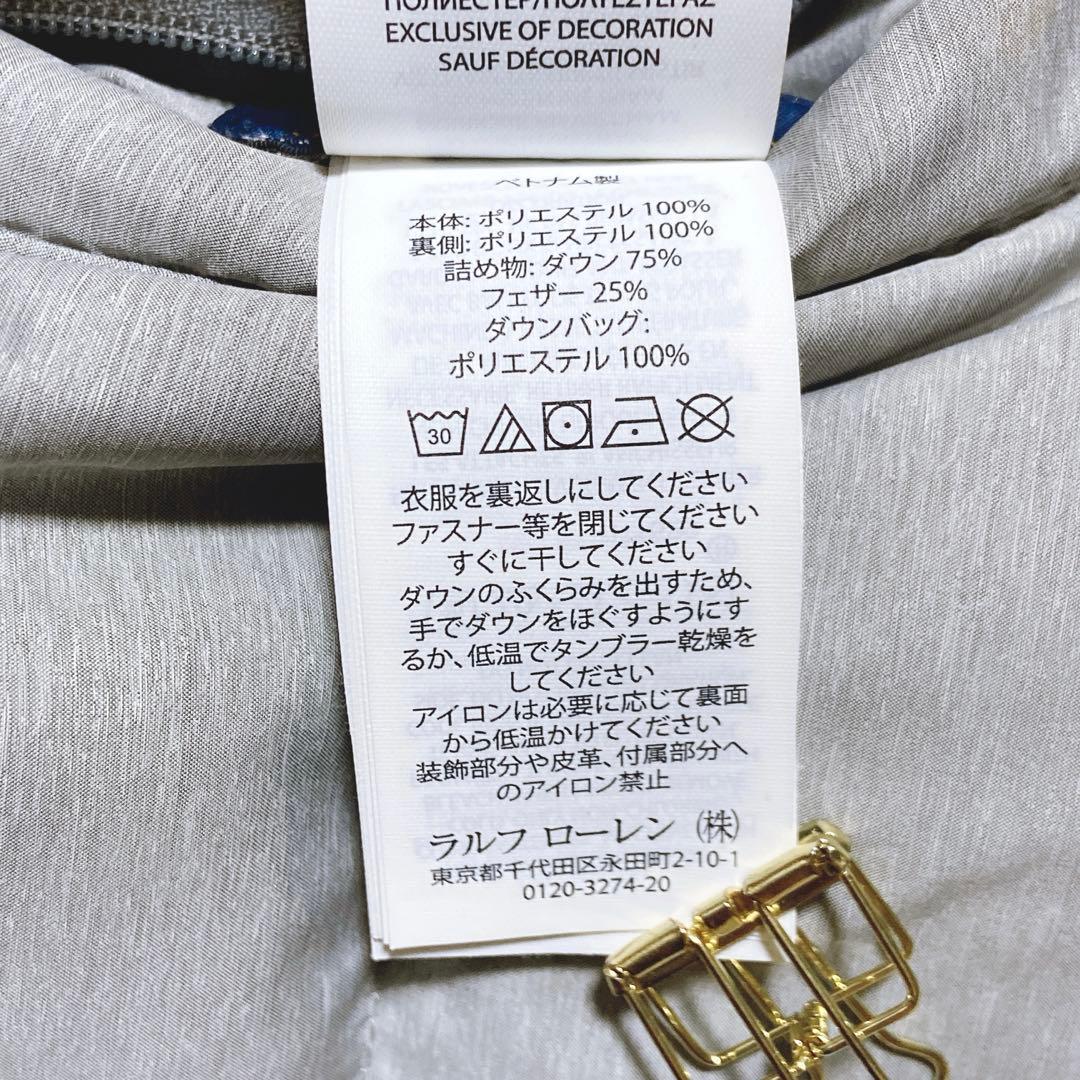 ПОЛИЕСТЕР/ΠΟΛΥΕΣΤΕΡΑΣ
EXCLUSIVE OF DECORATION
SAUF DÉCORATION
ベトナム製
本体: ポリエステル 100%
裏側: ポリエステル 100%
詰め物: ダウン 75%
フェザー 25%
ダウンバッグ:
ポリエステル 100%
30
衣服を裏返しにしてください
ファスナー等を閉じてください
すぐに干してください
ダウンのふくらみを出すため、
手でダウンをほぐすようにす
るか、低温でタンブラー乾燥を
してください
アイロンは必要に応じて裏面
から低温かけてください
装飾部分や皮革、付属部分へ
のアイロン禁止
ラルフ ローレン ㈱
東京都千代田区永田町2-10-1
0120-3274-20